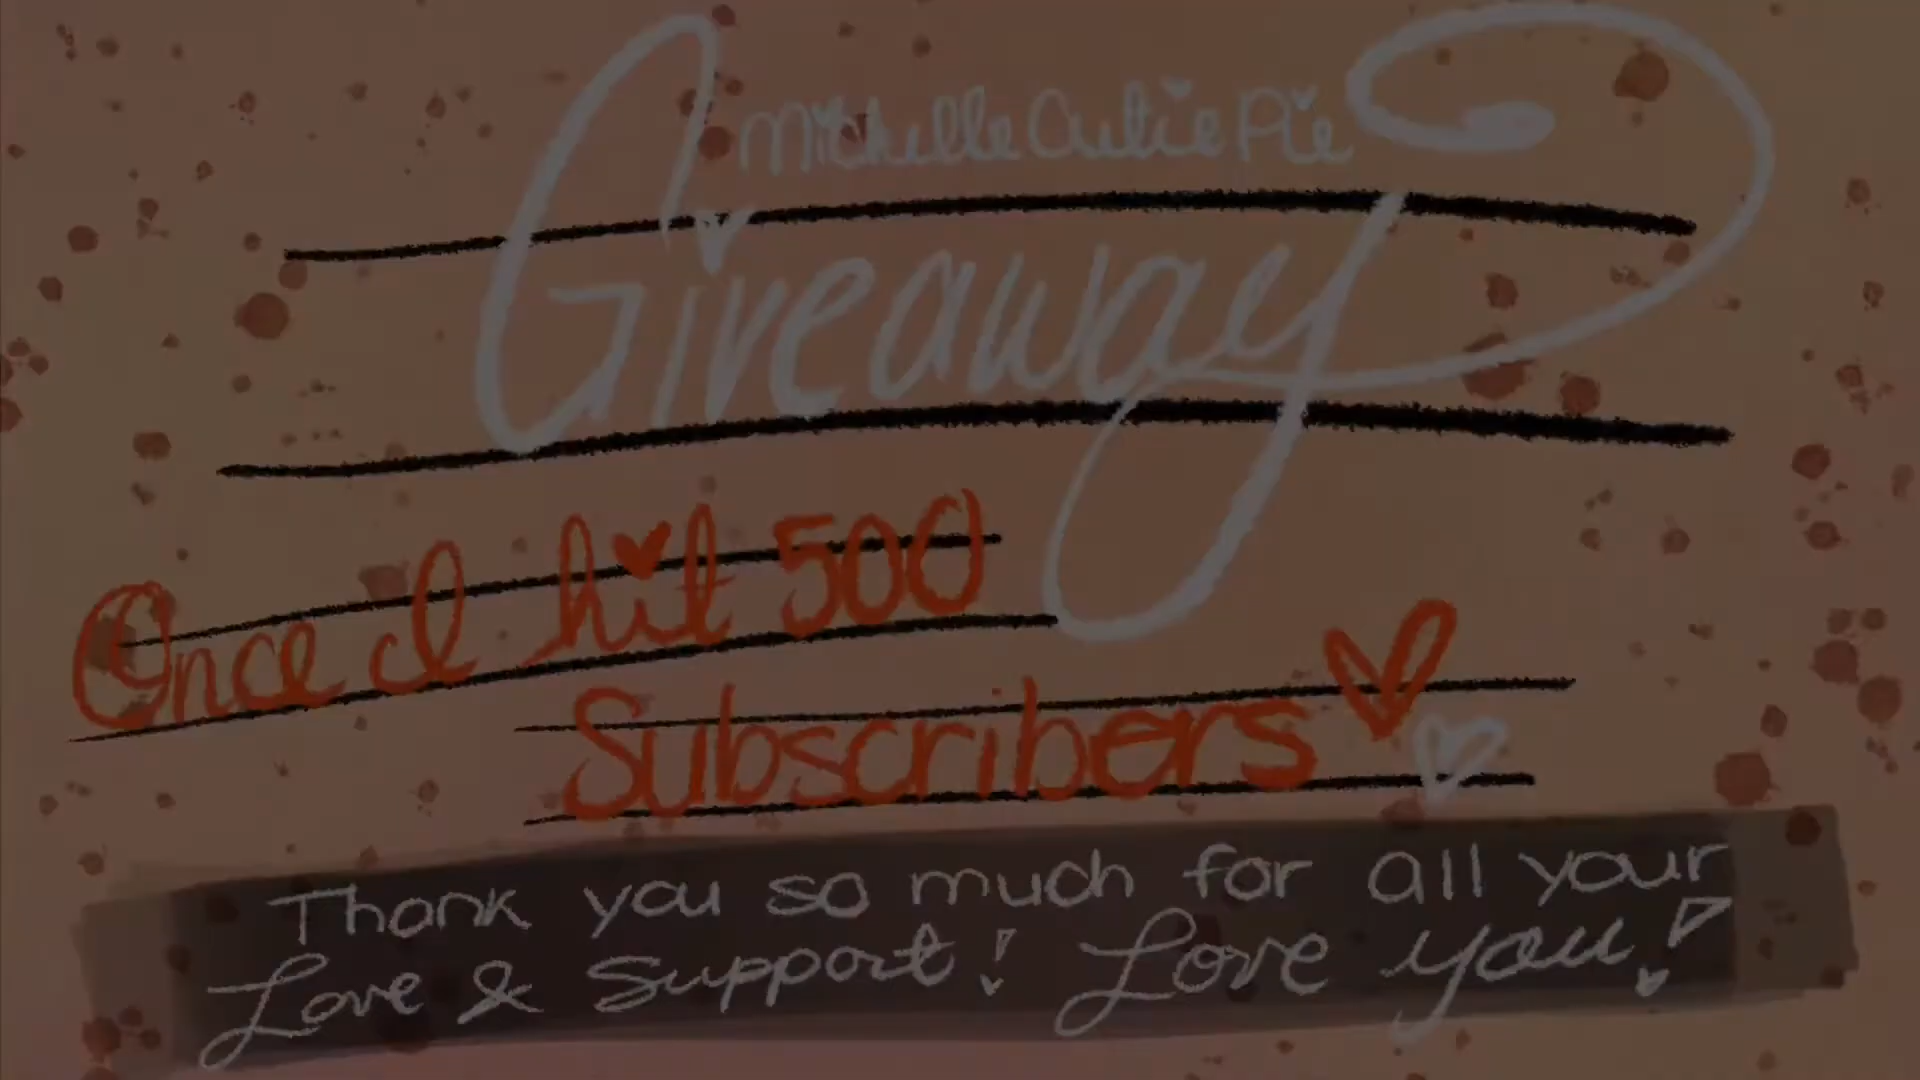 MichelleCutiePie
Giveaway
Once I hit 500
Subscribers
Thank you so much for all your
Love & Support! Love you!